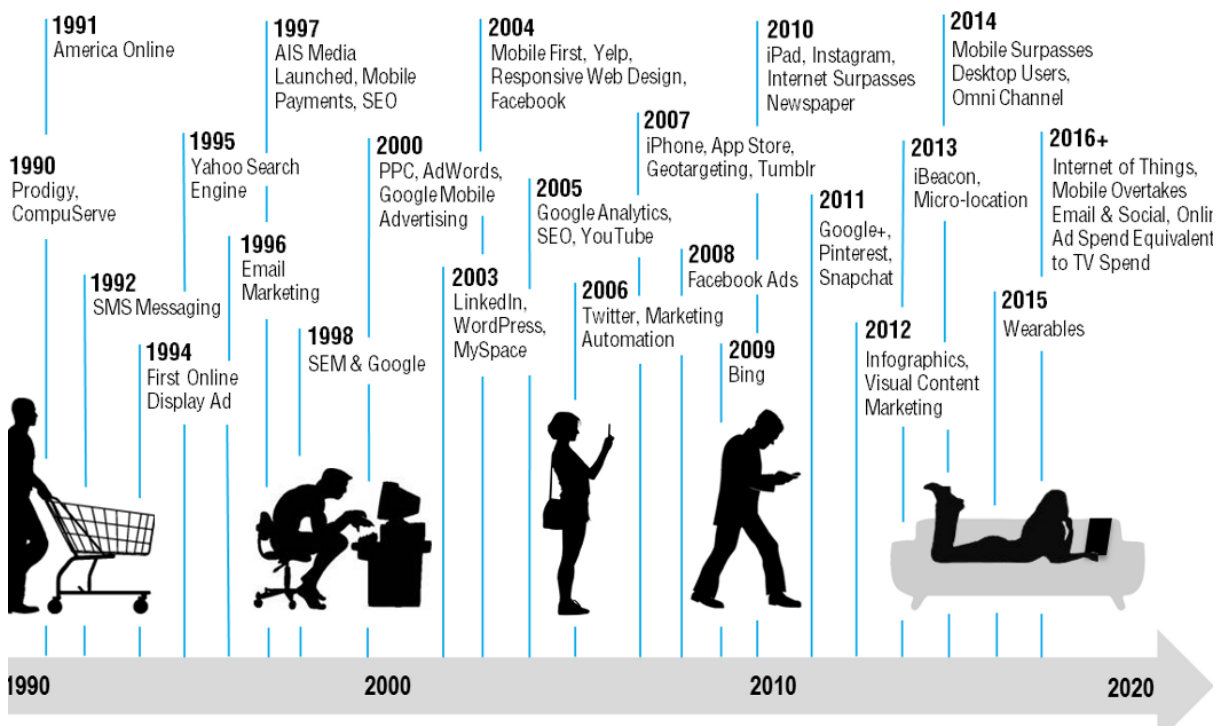 1990
Prodigy,
CompuServe
1991
America Online
1992
SMS Messaging
1994
First Online
Display Ad
1995
Yahoo Search
Engine
1996
Email
Marketing
1997
AIS Media
Launched, Mobile
Payments, SEO
1998
SEM & Google
2000
PPC, AdWords,
Google Mobile
Advertising
2003
LinkedIn,
WordPress,
MySpace
2004
Mobile First, Yelp,
Responsive Web Design,
Facebook
2005
Google Analytics,
SEO, YouTube
2006
Twitter, Marketing
Automation
2007
iPhone, App Store,
Geotargeting, Tumblr
2008
Facebook Ads
2009
Bing
2010
iPad, Instagram,
Internet Surpasses
Newspaper
2011
Google+,
Pinterest,
Snapchat
2012
Infographics,
Visual Content
Marketing
2013
iBeacon,
Micro-location
2014
Mobile Surpasses
Desktop Users,
Omni Channel
2015
Wearables
2016+
Internet of Things,
Mobile Overtakes
Email & Social, Onlin
Ad Spend Equivalent
to TV Spend
1990
2000
2010
2020